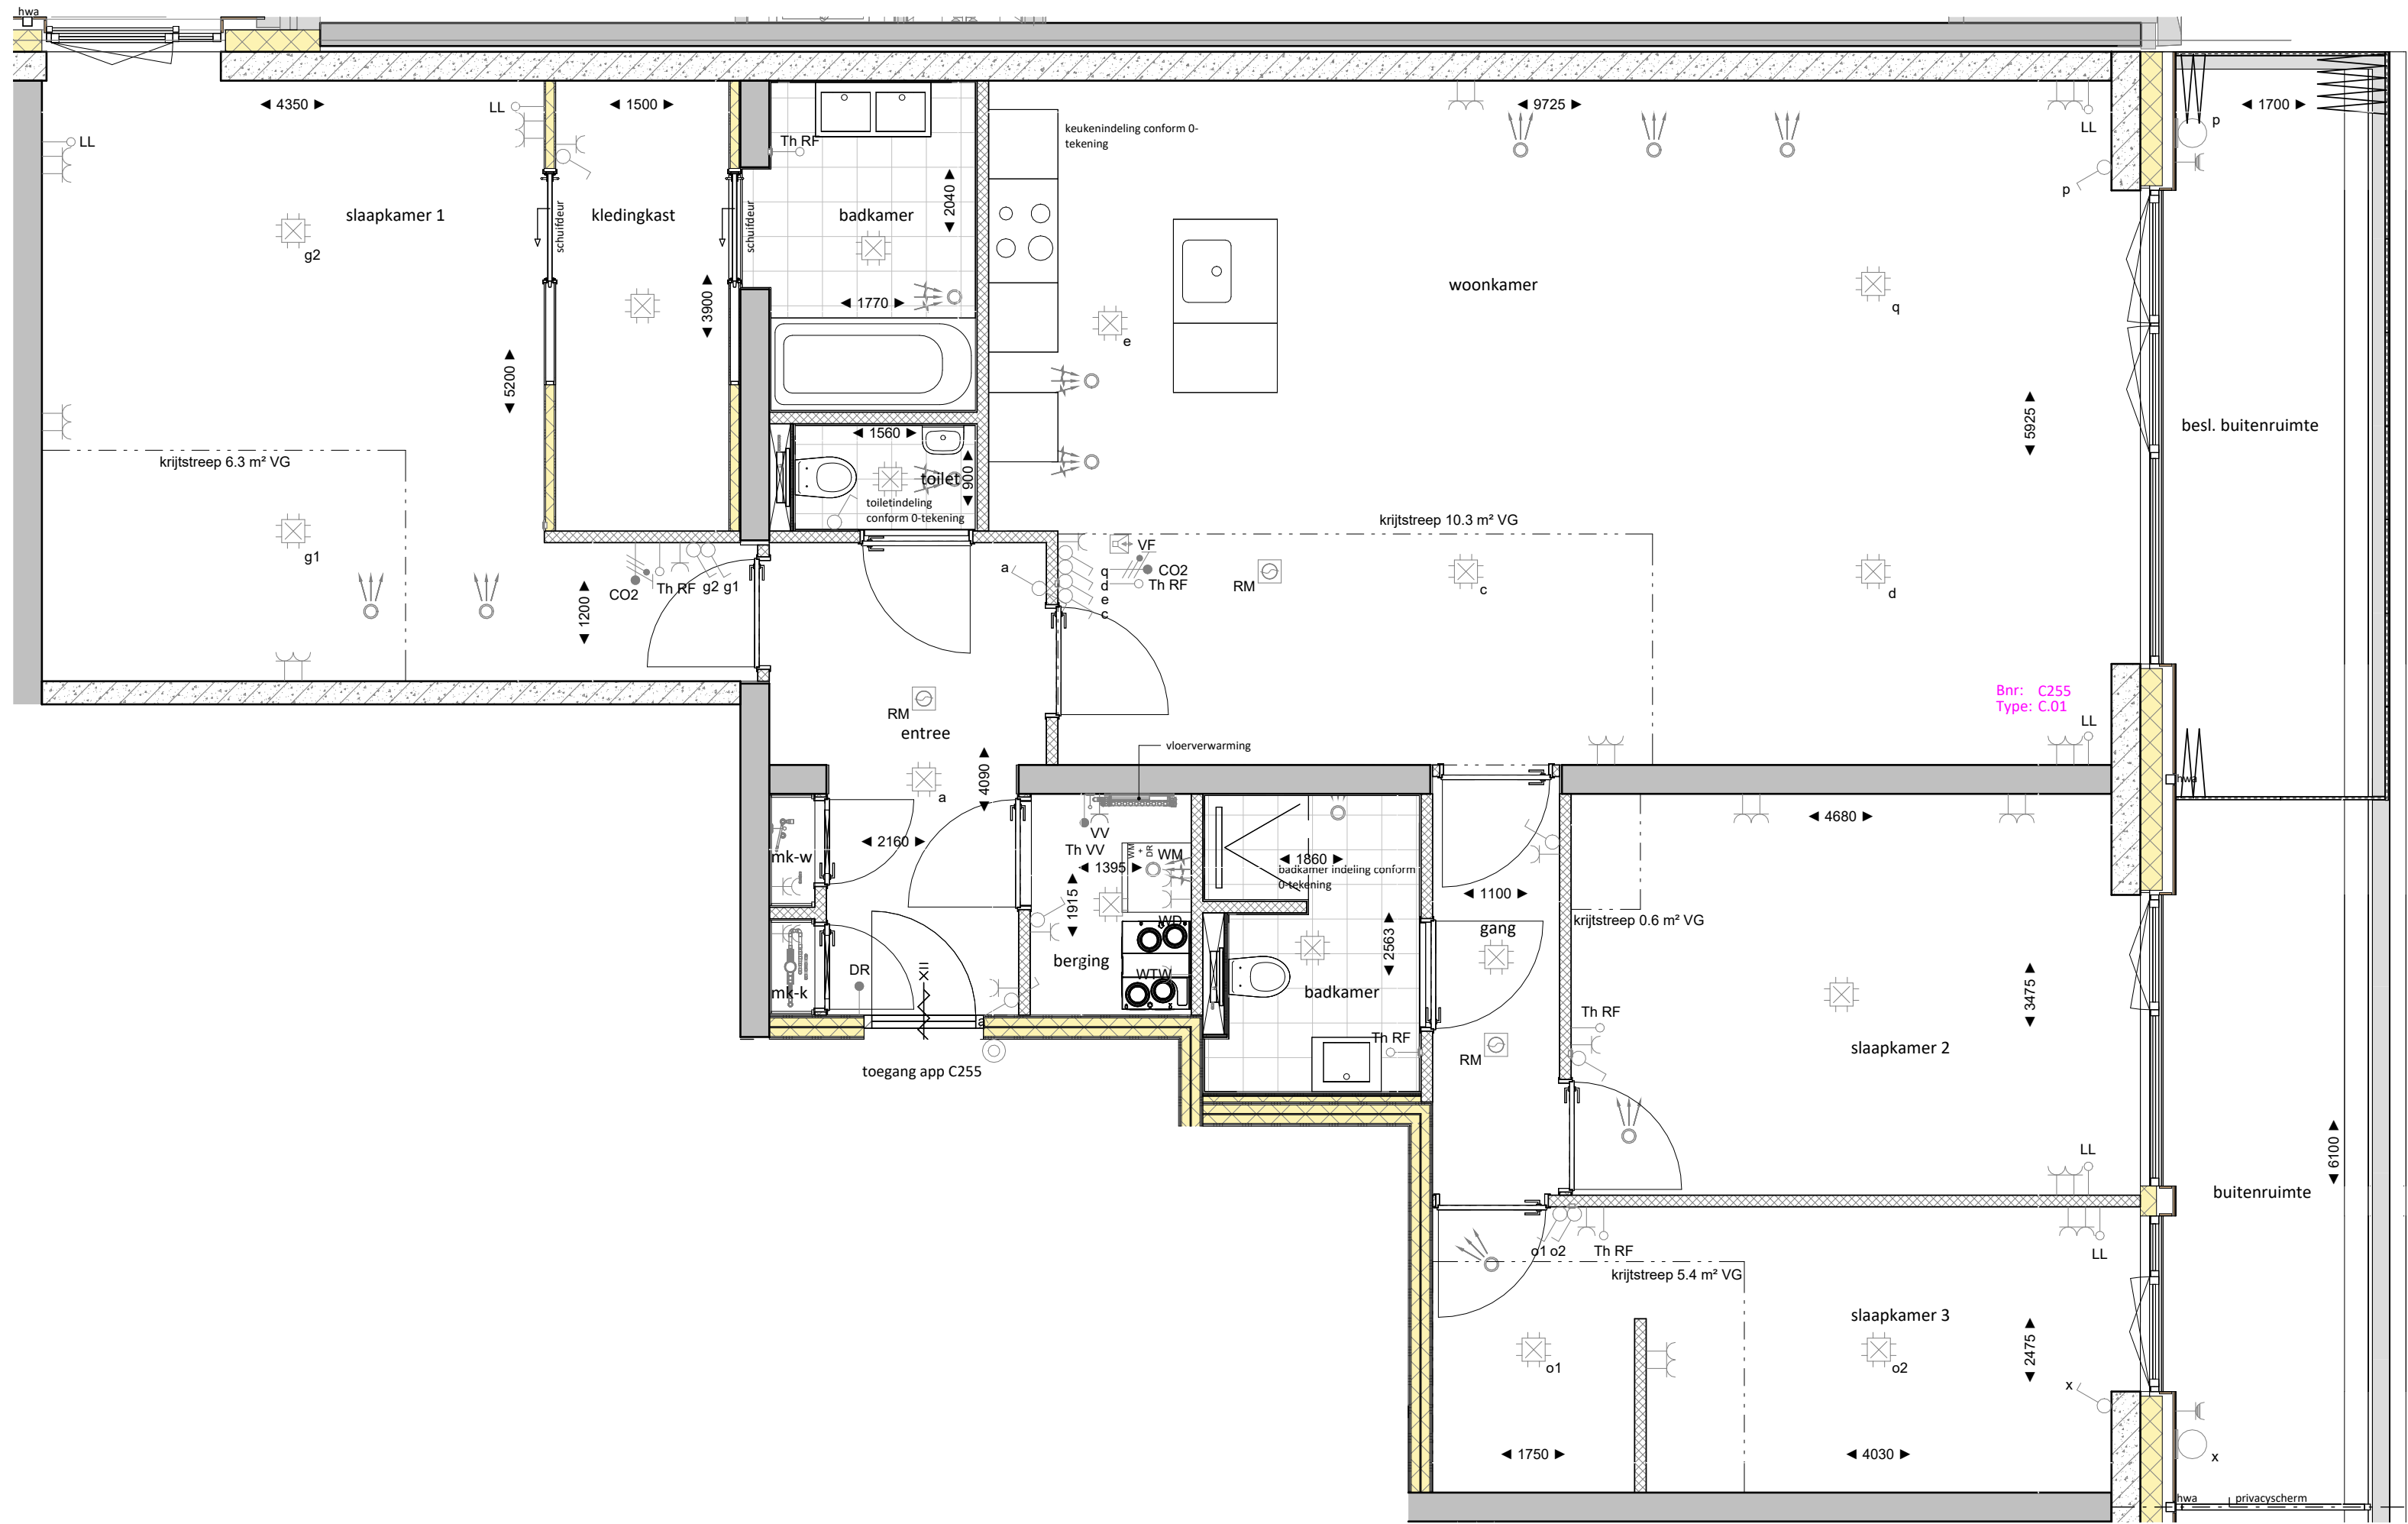 hwa
◄ 4350 ►
LL
◄ 1500 ►
◄ 9725 ►
◄ 1700 ►
LL
Th RF
keukenindeling conform 0-
tekening
LL
p
p
◄ 2040 ►
slaapkamer 1
kledingkast
badkamer
schuifdeur
schuifdeur
g2
woonkamer
q
◄ 3900 ►
◄ 1770 ►
e
◄ 5200 ►
◄ 5925 ►
besl. buitenruimte
◄ 1560 ►
krijtstreep 6.3 m² VG
toilet
◄ 900 ►
toiletindeling
conform 0-tekening
krijtstreep 10.3 m² VG
g1
CO2
Th RF
g2 g1
◄ 1200 ►
a
q
d
e
c
VF
CO2
Th RF
RM
c
d
RM
entree
Bnr: C255
Type: C.01
LL
vloerverwarming
◄ 4090 ►
a
hwa
◄ 4680 ►
mk-w
◄ 2160 ►
VV
Th VV
◄ 1395 ►
WM
+
DR
WM
◄ 1860 ►
badkamer indeling conform
0-tekening
◄ 1100 ►
◄ 1915 ►
WD
krijtstreep 0.6 m² VG
gang
◄ 2563 ►
berging
WTW
DR
XII
mk-k
a
badkamer
◄ 3475 ►
Th RF
Th RF
RM
slaapkamer 2
toegang app C255
LL
◄ 6100 ►
buitenruimte
o1 o2
Th RF
LL
krijtstreep 5.4 m² VG
slaapkamer 3
o1
o2
◄ 2475 ►
x
◄ 1750 ►
◄ 4030 ►
x
hwa
privacyscherm